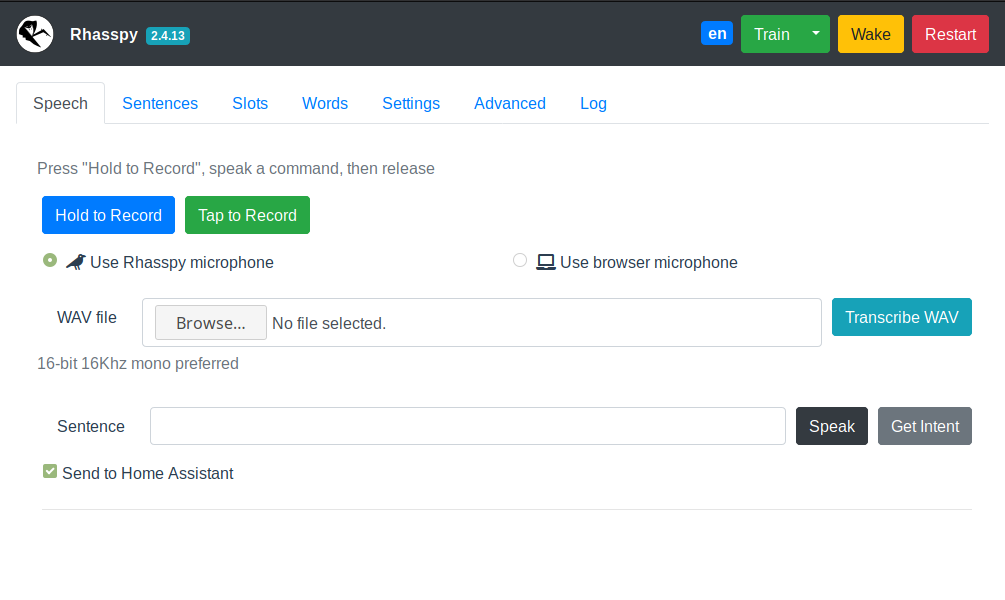 Rhasspy 2.4.13 en Train Wake Restart
Speech Sentences Slots Words Settings Advanced Log
Press "Hold to Record", speak a command, then release
Hold to Record Tap to Record
Use Rhasspy microphone Use browser microphone
WAV file Browse... No file selected. Transcribe WAV
16-bit 16Khz mono preferred
Sentence Speak Get Intent
Send to Home Assistant